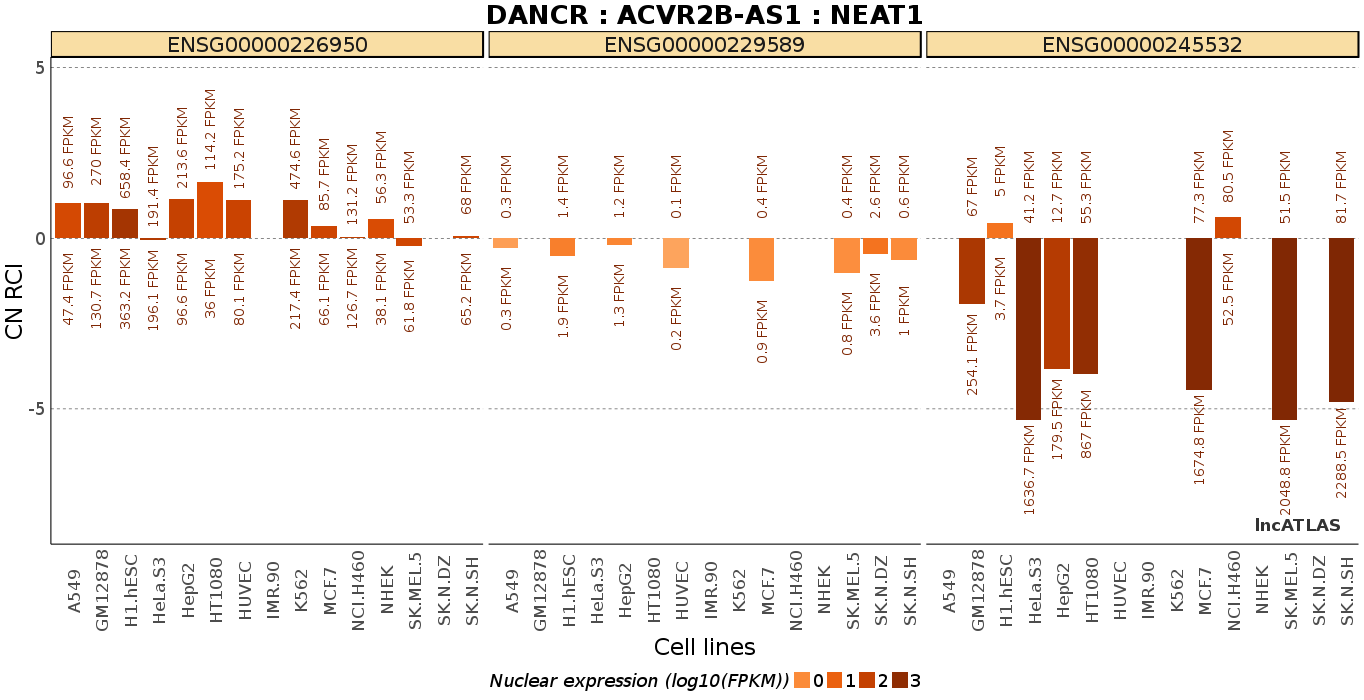 DANCR : ACVR2B-AS1 : NEAT1
ENSG00000226950 ENSG00000229589 ENSG00000245532
CN RCI
5
0
-5
96.6 FPKM 270 FPKM 658.4 FPKM 191.4 FPKM 213.6 FPKM 114.2 FPKM 175.2 FPKM 474.6 FPKM 85.7 FPKM 131.2 FPKM 56.3 FPKM 53.3 FPKM 68 FPKM
47.4 FPKM 130.7 FPKM 363.2 FPKM 196.1 FPKM 96.6 FPKM 36 FPKM 80.1 FPKM 217.4 FPKM 66.1 FPKM 126.7 FPKM 38.1 FPKM 61.8 FPKM 65.2 FPKM
0.3 FPKM 1.4 FPKM 1.2 FPKM 0.1 FPKM 0.4 FPKM 0.4 FPKM 2.6 FPKM 0.6 FPKM
0.3 FPKM 1.9 FPKM 1.3 FPKM 0.2 FPKM 0.9 FPKM 0.8 FPKM 3.6 FPKM 1 FPKM
67 FPKM 5 FPKM 41.2 FPKM 12.7 FPKM 55.3 FPKM 77.3 FPKM 80.5 FPKM 51.5 FPKM 81.7 FPKM
254.1 FPKM 3.7 FPKM 1636.7 FPKM 179.5 FPKM 867 FPKM 1674.8 FPKM 52.5 FPKM 2048.8 FPKM 2288.5 FPKM
lncATLAS
A549 GM12878 H1.hESC HeLa.S3 HepG2 HT1080 HUVEC IMR.90 K562 MCF.7 NCI.H460 NHEK SK.MEL.5 SK.N.DZ SK.N.SH
A549 GM12878 H1.hESC HeLa.S3 HepG2 HT1080 HUVEC IMR.90 K562 MCF.7 NCI.H460 NHEK SK.MEL.5 SK.N.DZ SK.N.SH
A549 GM12878 H1.hESC HeLa.S3 HepG2 HT1080 HUVEC IMR.90 K562 MCF.7 NCI.H460 NHEK SK.MEL.5 SK.N.DZ SK.N.SH
Cell lines
Nuclear expression (log10(FPKM)) 0 1 2 3